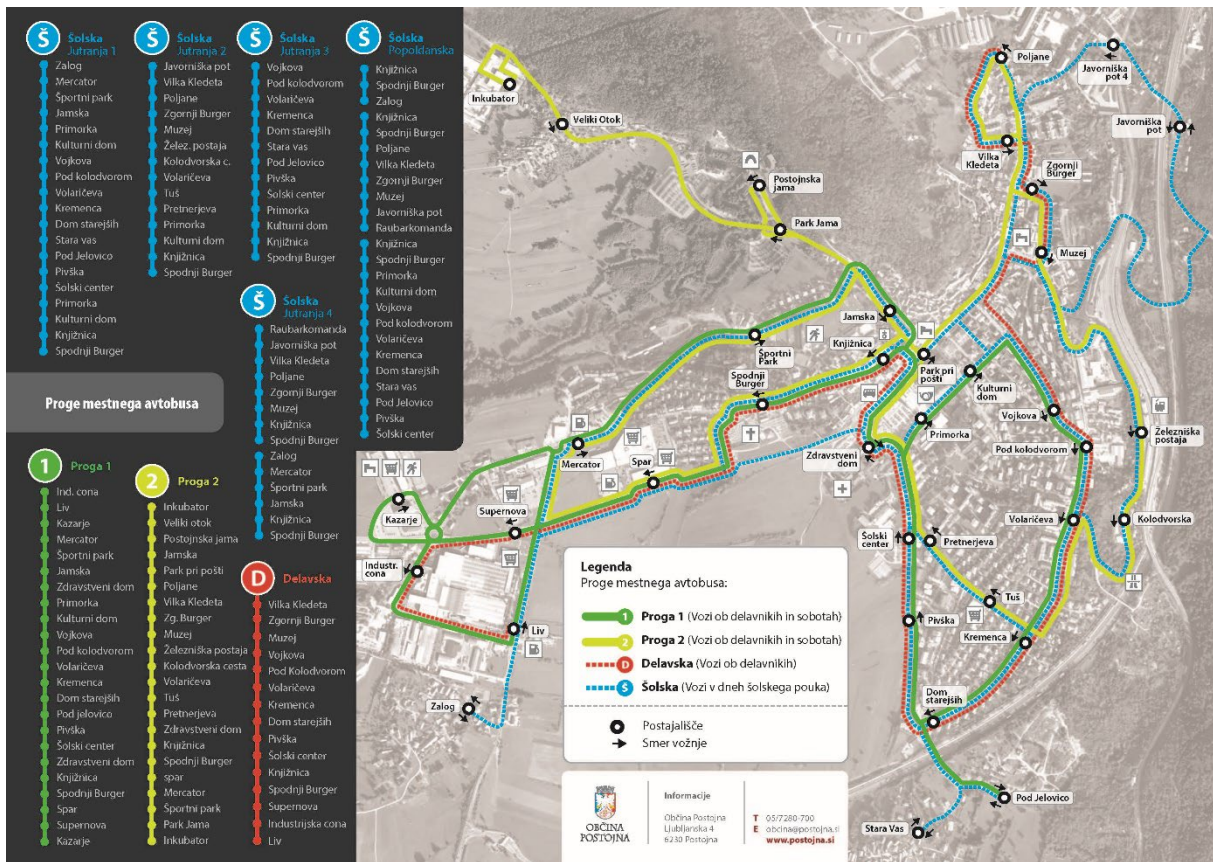 Š Šolska
Jutranja 1
Zalog
Mercator
Športni park
Jamska
Primorka
Kulturni dom
Vojkova
Pod kolodvorom
Volaričeva
Kremenca
Dom starejših
Stara vas
Pod Jelovico
Pivška
Šolski center
Primorka
Kulturni dom
Knjižnica
Spodnji Burger
Š Šolska
Jutranja 2
Javorniška pot
Vilka Kledeta
Poljane
Zgornji Burger
Muzej
Želez. postaja
Kolodvorska c.
Volaričeva
Tuš
Pretnerjeva
Primorka
Kulturni dom
Knjižnica
Spodnji Burger
Š Šolska
Jutranja 3
Vojkova
Pod kolodvorom
Volaričeva
Kremenca
Dom starejših
Stara vas
Pod Jelovico
Pivška
Šolski center
Primorka
Kulturni dom
Knjižnica
Spodnji Burger
Š Šolska
Popoldanska
Knjižnica
Spodnji Burger
Zalog
Knjižnica
Spodnji Burger
Poljane
Vilka Kledeta
Zgornji Burger
Muzej
Javorniška pot
Raubarkomanda
Knjižnica
Spodnji Burger
Primorka
Kulturni dom
Vojkova
Pod kolodvorom
Volaričeva
Kremenca
Dom starejših
Stara vas
Pod Jelovico
Pivška
Šolski center
Š Šolska
Jutranja 4
Raubarkomanda
Javorniška pot
Vilka Kledeta
Poljane
Zgornji Burger
Muzej
Knjižnica
Spodnji Burger
Zalog
Mercator
Športni park
Jamska
Knjižnica
Spodnji Burger
Proge mestnega avtobusa
1 Proga 1
Ind. cona
Liv
Kazarje
Mercator
Športni park
Jamska
Zdravstveni dom
Primorka
Kulturni dom
Vojkova
Pod kolodvorom
Volaričeva
Kremenca
Dom starejših
Pod jelovico
Pivška
Šolski center
Zdravstveni dom
Knjižnica
Spodnji Burger
Spar
Supernova
Kazarje
2 Proga 2
Inkubator
Veliki otok
Postojnska jama
Jamska
Park pri pošti
Poljane
Vilka Kledeta
Zg. Burger
Muzej
Železniška postaja
Kolodvorska cesta
Volaričeva
Tuš
Pretnerjeva
Zdravstveni dom
Knjižnica
Spodnji Burger
spar
Mercator
Športni park
Park Jama
Inkubator
D Delavska
Vilka Kledeta
Zgornji Burger
Muzej
Vojkova
Pod Kolodvorom
Volaričeva
Kremenca
Dom starejših
Pivška
Šolski center
Knjižnica
Spodnji Burger
Supernova
Industrijska cona
Liv
Inkubator
Veliki Otok
Postojnska
jama
Park Jama
Poljane
Javorniška
pot 4
Javorniška
pot
Vilka
Kledeta
Zgornji
Burger
Muzej
Jamska
Športni
Park
Knjižnica
Spodnji
Burger
Park pri
pošti
Kulturni
dom
Vojkova
Železniška
postaja
Primorka
Pod kolodvorom
Mercator
Spar
Zdravstveni
dom
Kazarje
Supernova
Industr.
cona
Liv
Zalog
Volaričeva
Kolodvorska
Šolski
center
Pretnerjeva
Tuš
Pivška
Kremenca
Dom
starejših
Pod Jelovico
Stara Vas
Legenda
Proge mestnega avtobusa:
1 Proga 1 (Vozi ob delavnikih in sobotah)
2 Proga 2 (Vozi ob delavnikih in sobotah)
D Delavska (Vozi ob delavnikih)
Š Šolska (Vozi v dneh šolskega pouka)
Postajališče
Smer vožnje
OBČINA
POSTOJNA
Informacije
Občina Postojna
Ljubljanska 4
6230 Postojna
T 05/7280-700
E obcina@postojna.si
www.postojna.si